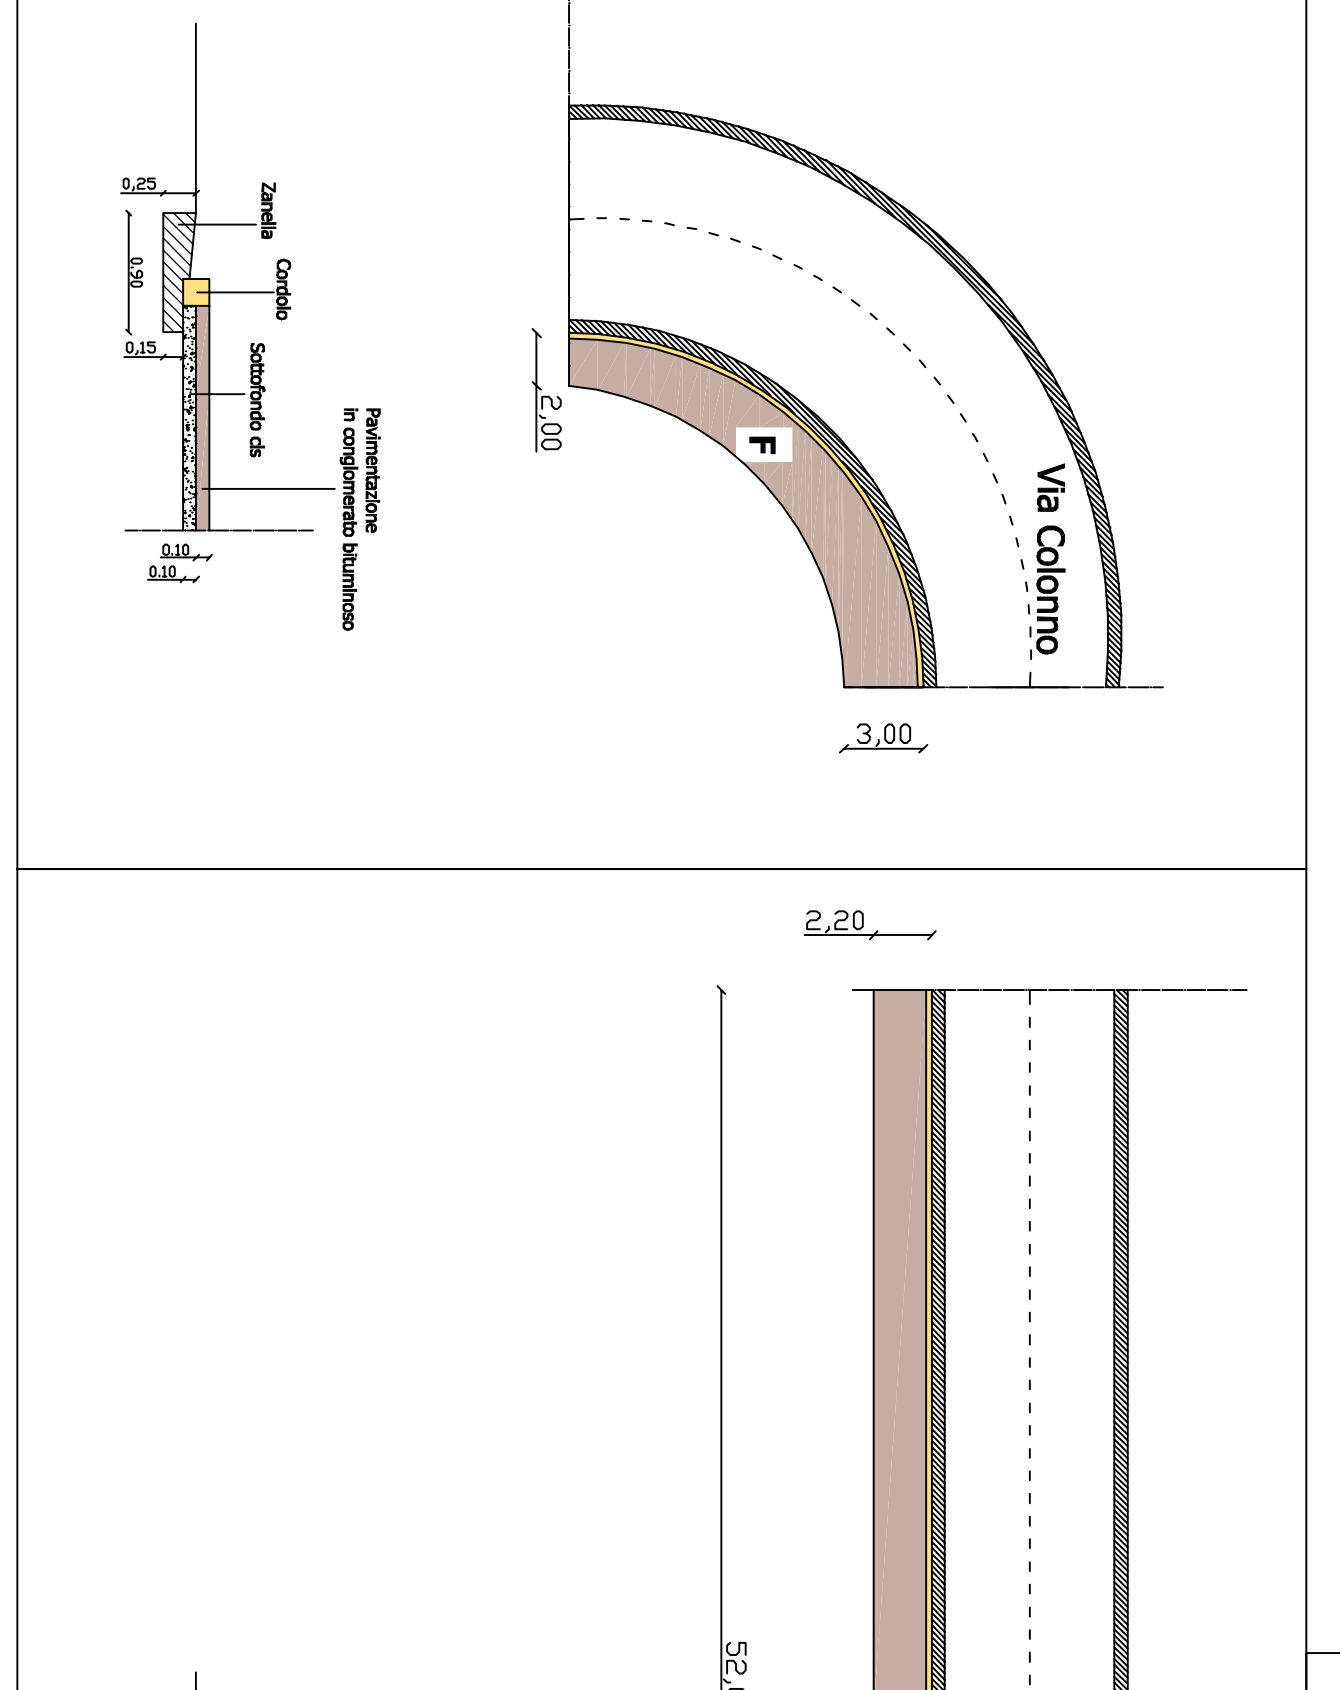 0,25
Zanella
0,90
Cordolo
0,15
Sottofondo cls
Pavimentazione
in conglomerato bituminoso
0.10
0.10
2,00
F
Via Colonno
3,00
2,20